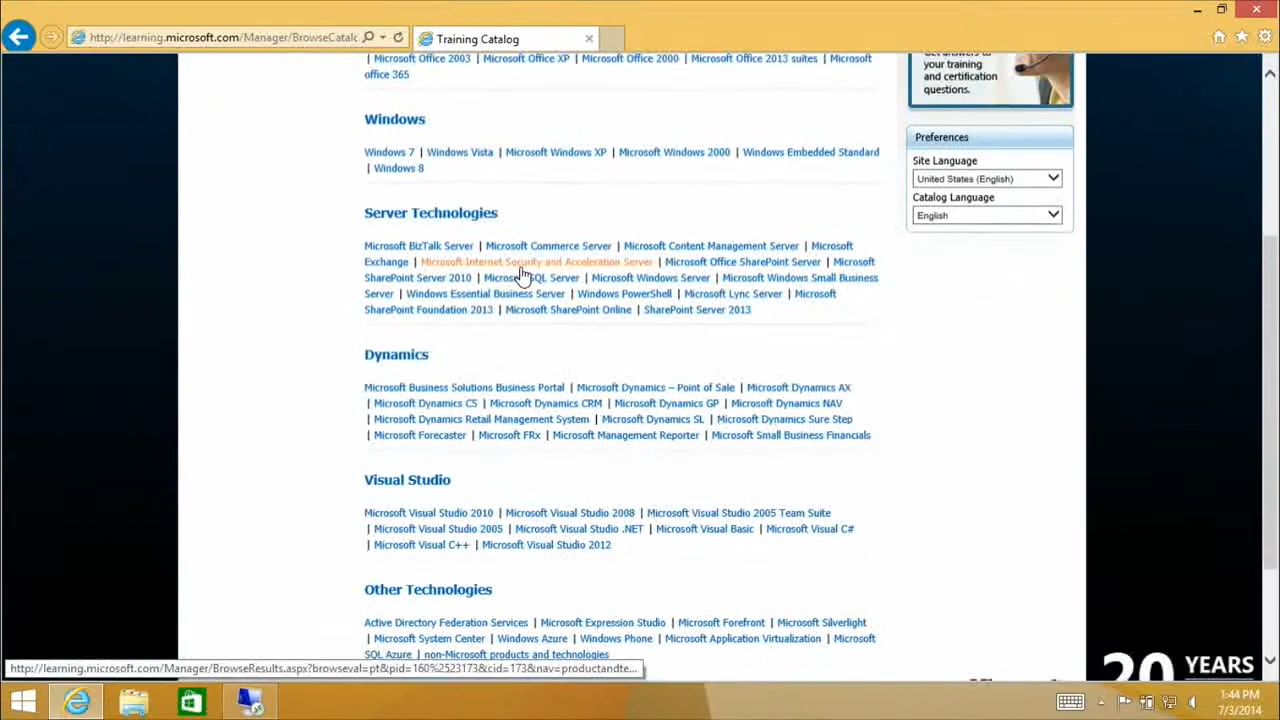 http://learning.microsoft.com/Manager/BrowseCatalc
Training Catalog
| Microsoft Office 2003 | Microsoft Office XP | Microsoft Office 2000 | Microsoft Office 2013 suites | Microsoft
office 365
Get answers to
your training
and certification
questions.
Windows
Windows 7 | Windows Vista | Microsoft Windows XP | Microsoft Windows 2000 | Windows Embedded Standard
| Windows 8
Preferences
Site Language
United States (English)
Catalog Language
English
Server Technologies
Microsoft BizTalk Server | Microsoft Commerce Server | Microsoft Content Management Server | Microsoft
Exchange | Microsoft Internet Security and Acceleration Server | Microsoft Office SharePoint Server | Microsoft
SharePoint Server 2010 | Microsoft SQL Server | Microsoft Windows Server | Microsoft Windows Small Business
Server | Windows Essential Business Server | Windows PowerShell | Microsoft Lync Server | Microsoft
SharePoint Foundation 2013 | Microsoft SharePoint Online | SharePoint Server 2013
Dynamics
Microsoft Business Solutions Business Portal | Microsoft Dynamics – Point of Sale | Microsoft Dynamics AX
| Microsoft Dynamics C5 | Microsoft Dynamics CRM | Microsoft Dynamics GP | Microsoft Dynamics NAV
| Microsoft Dynamics Retail Management System | Microsoft Dynamics SL | Microsoft Dynamics Sure Step
| Microsoft Forecaster | Microsoft FRx | Microsoft Management Reporter | Microsoft Small Business Financials
Visual Studio
Microsoft Visual Studio 2010 | Microsoft Visual Studio 2008 | Microsoft Visual Studio 2005 Team Suite
| Microsoft Visual Studio 2005 | Microsoft Visual Studio .NET | Microsoft Visual Basic | Microsoft Visual C#
| Microsoft Visual C++ | Microsoft Visual Studio 2012
Other Technologies
Active Directory Federation Services | Microsoft Expression Studio | Microsoft Forefront | Microsoft Silverlight
| Microsoft System Center | Windows Azure | Windows Phone | Microsoft Application Virtualization | Microsoft
SQL Azure | non-Microsoft products and technologies
http://learning.microsoft.com/Manager/BrowseResults.aspx?browseval=pt&pid=160%2523173&cid=173&nav=productandte...
20 YEARS
1:44 PM
7/3/2014